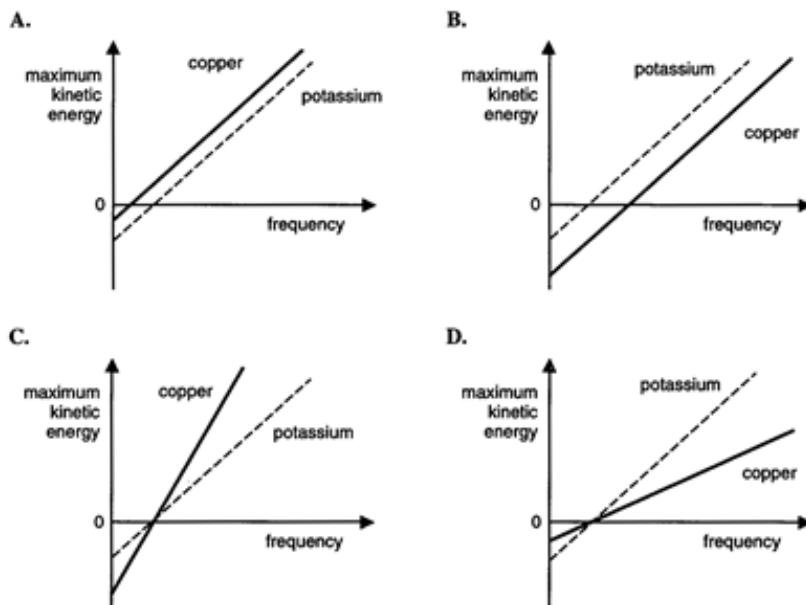 A.
maximum
kinetic
energy
copper
potassium
0
frequency
B.
maximum
kinetic
energy
potassium
copper
0
frequency
C.
maximum
kinetic
energy
copper
potassium
0
frequency
D.
maximum
kinetic
energy
potassium
copper
0
frequency